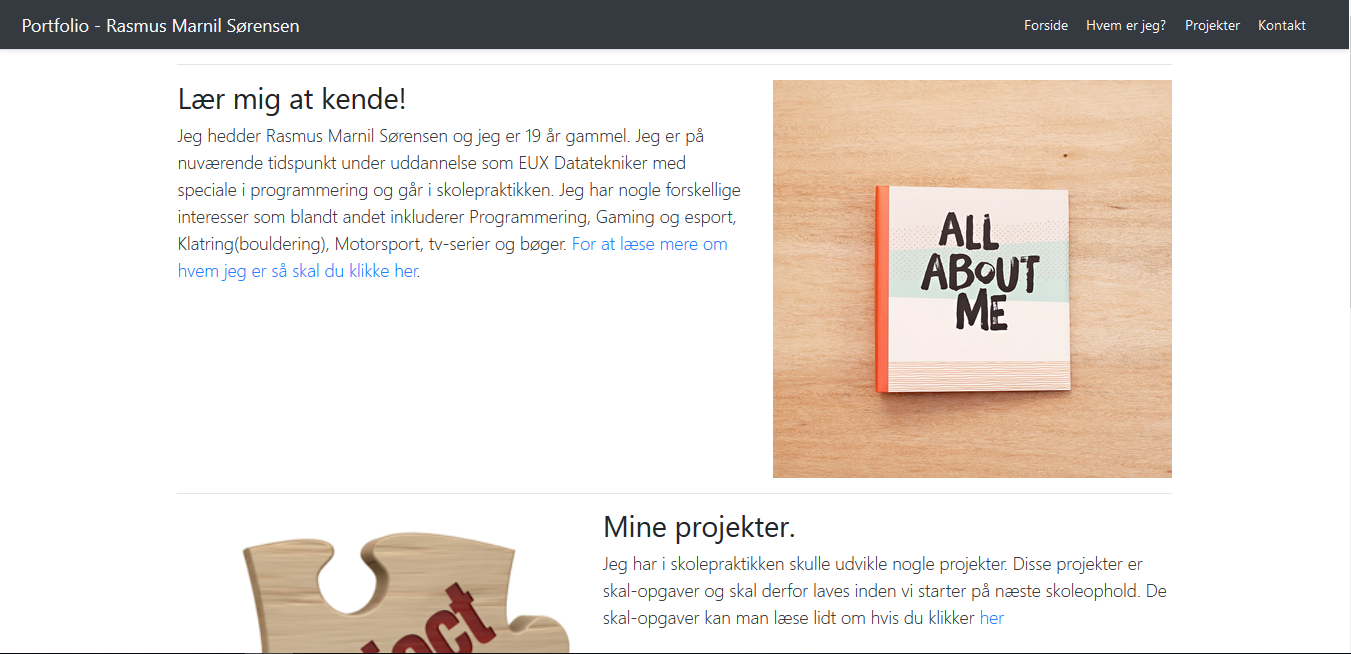 Portfolio - Rasmus Marnil Sørensen
Forside Hvem er jeg? Projekter Kontakt
Lær mig at kende!
Jeg hedder Rasmus Marnil Sørensen og jeg er 19 år gammel. Jeg er på
nuværende tidspunkt under uddannelse som EUX Datatekniker med
speciale i programmering og går i skolepraktikken. Jeg har nogle forskellige
interesser som blandt andet inkluderer Programmering, Gaming og esport,
Klatring(bouldering), Motorsport, tv-serier og bøger. For at læse mere om
hvem jeg er så skal du klikke her.
ALL
ABOUT
ME
Mine projekter.
Jeg har i skolepraktikken skulle udvikle nogle projekter. Disse projekter er
skal-opgaver og skal derfor laves inden vi starter på næste skoleophold. De
skal-opgaver kan man læse lidt om hvis du klikker her